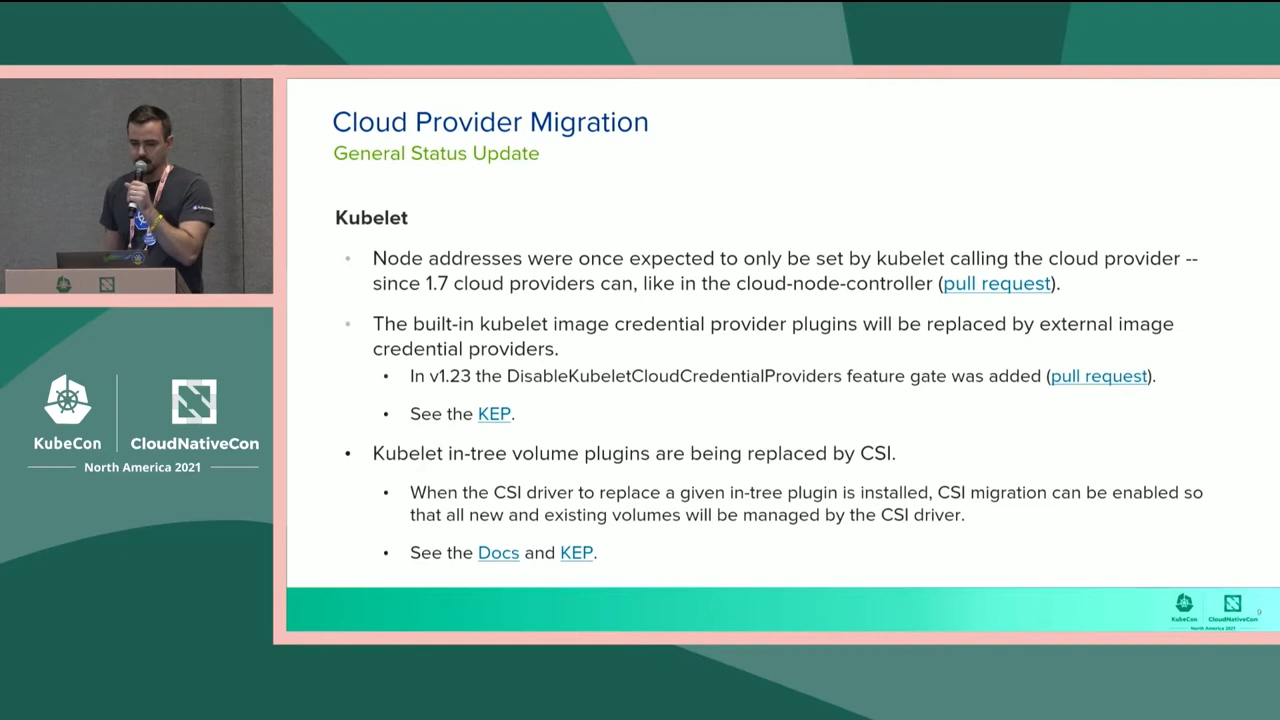 Cloud Provider Migration
General Status Update
Kubelet
• Node addresses were once expected to only be set by kubelet calling the cloud provider --
since 1.7 cloud providers can, like in the cloud-node-controller (pull request).
• The built-in kubelet image credential provider plugins will be replaced by external image
credential providers.
• In v1.23 the DisableKubeletCloudCredentialProviders feature gate was added (pull request).
• See the KEP.
• Kubelet in-tree volume plugins are being replaced by CSI.
• When the CSI driver to replace a given in-tree plugin is installed, CSI migration can be enabled so
that all new and existing volumes will be managed by the CSI driver.
• See the Docs and KEP.
KubeCon
CloudNativeCon
North America 2021
KubeCon
CloudNativeCon
North America 2021
9